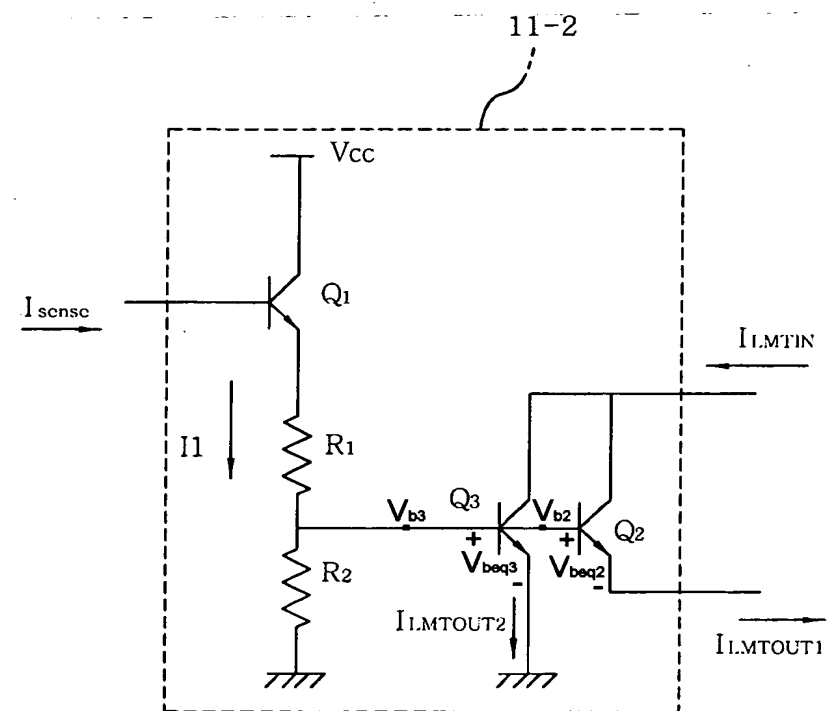 11-2
Vcc
Isense
Q1
ILMTIN
I1
R1
Vb3
Q3
Vb2
Q2
+
Vbeq3
-
+
Vbeq2
-
R2
ILMTOUT2
ILMTOUT1